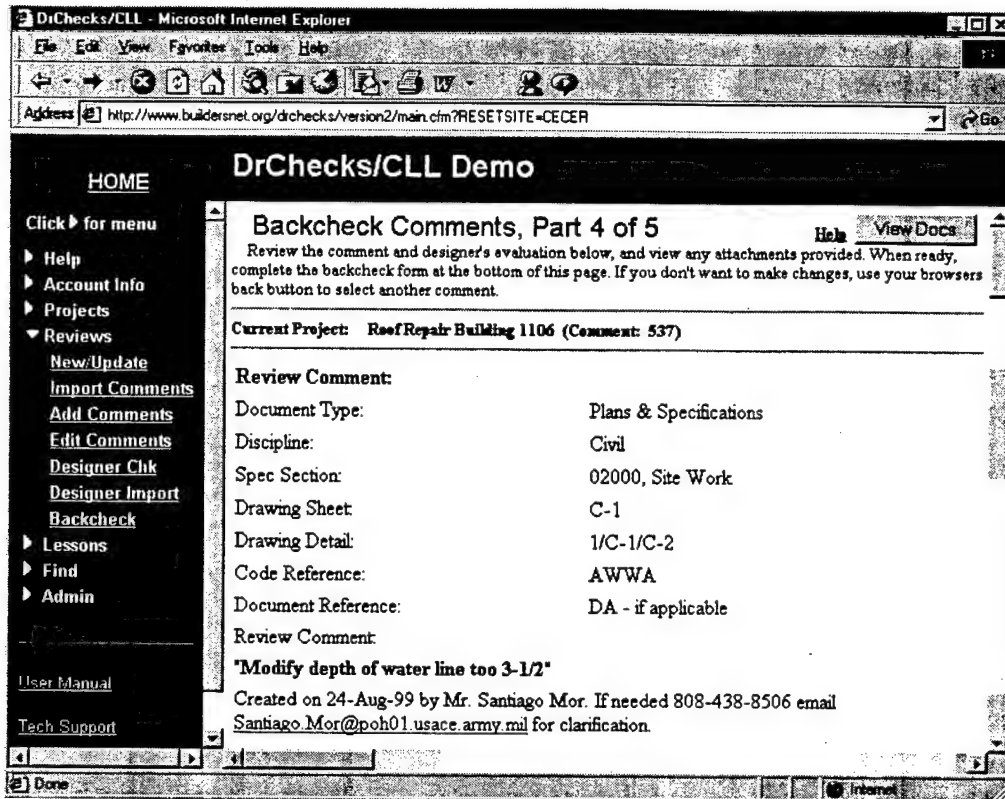 DrChecks/CLL - Microsoft Internet Explorer
File Edit View Favorites Tools Help
Address http://www.buildersnet.org/drchecks/version2/main.cfm?RESETSITE=CECER Go
HOME
DrChecks/CLL Demo
Click for menu
Help
Account Info
Projects
Reviews
New/Update
Import Comments
Add Comments
Edit Comments
Designer Chk
Designer Import
Backcheck
Lessons
Find
Admin
User Manual
Tech Support
Backcheck Comments, Part 4 of 5
Help View Docs
Review the comment and designer's evaluation below, and view any attachments provided. When ready,
complete the backcheck form at the bottom of this page. If you don't want to make changes, use your browsers
back button to select another comment.
Current Project: Roof Repair Building 1106 (Comment: 537)
Review Comment:
Document Type: Plans & Specifications
Discipline: Civil
Spec Section: 02000, Site Work
Drawing Sheet: C-1
Drawing Detail: 1/C-1/C-2
Code Reference: AWWA
Document Reference: DA - if applicable
Review Comment:
"Modify depth of water line too 3-1/2"
Created on 24-Aug-99 by Mr. Santiago Mor. If needed 808-438-8506 email
Santiago.Mor@poh01.usace.army.mil for clarification.
Done Internet